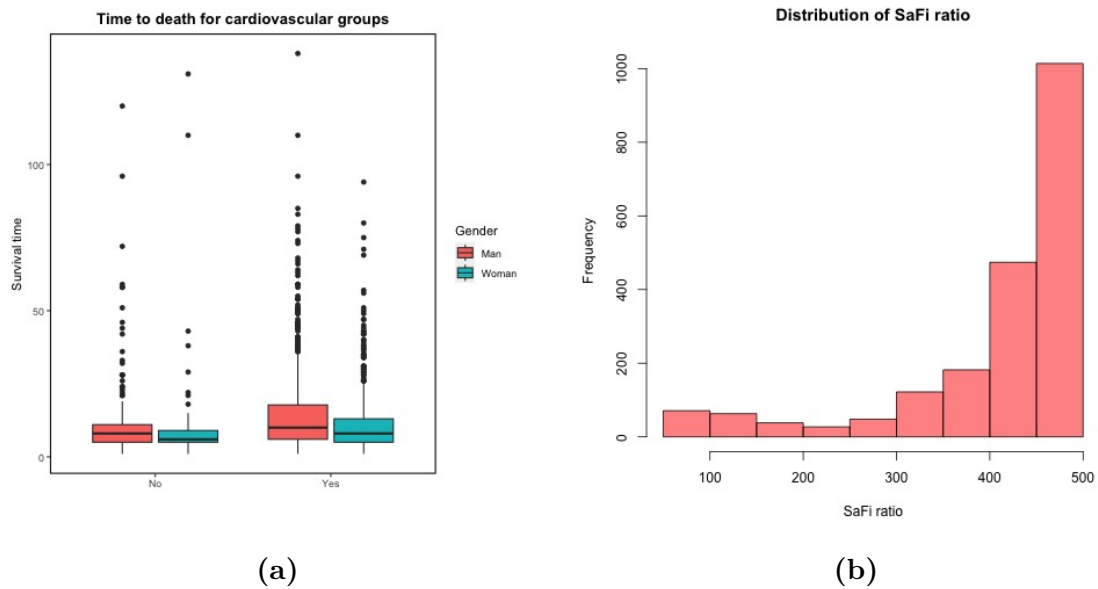 Time to death for cardiovascular groups
Survival time
100
50
0
No
Yes
Gender
Man
Woman
(a)
Distribution of SaFi ratio
Frequency
1000
800
600
400
200
0
100 200 300 400 500
SaFi ratio
(b)